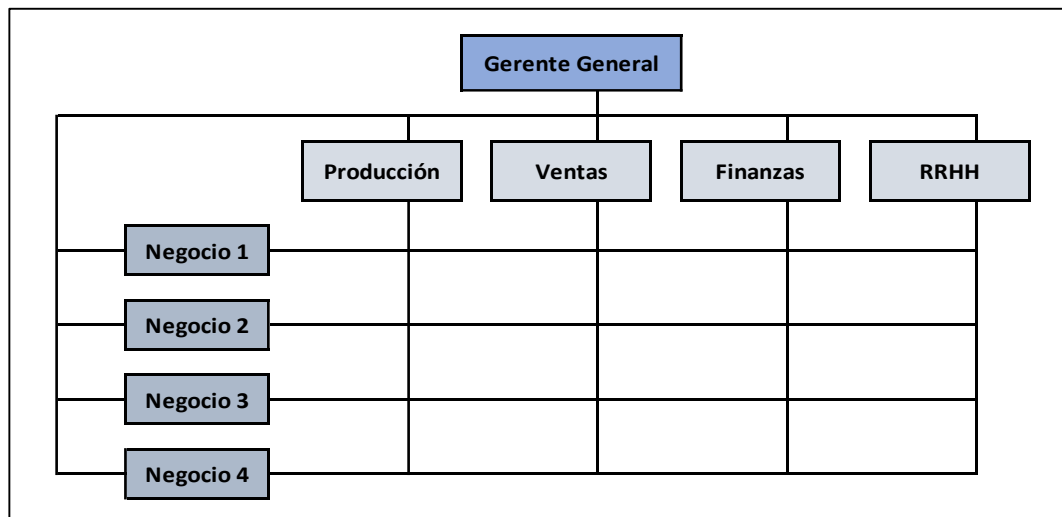 Gerente General
Producción
Ventas
Finanzas
RRHH
Negocio 1
Negocio 2
Negocio 3
Negocio 4